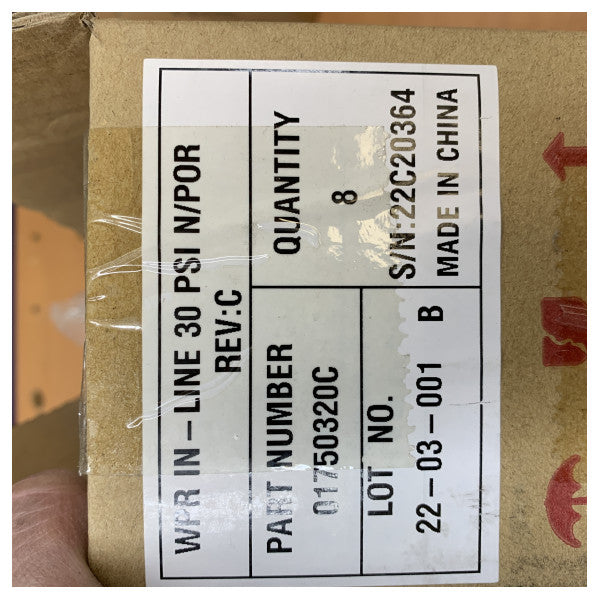 WPR IN-LINE 30 PSI N/POR
REV:C
PART NUMBER
01750320C
QUANTITY
8
LOT NO.
22-03-001 B
S/N:22C20364
MADE IN CHINA